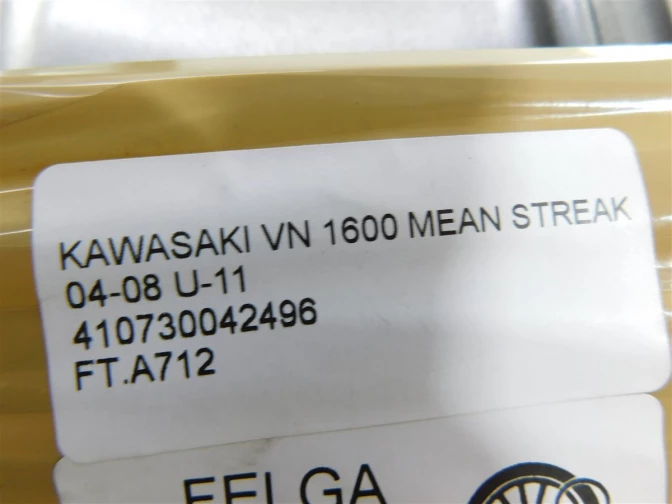 KAWASAKI VN 1600 MEAN STREAK
04-08 U-11
410730042496
FT.A712
FELGA